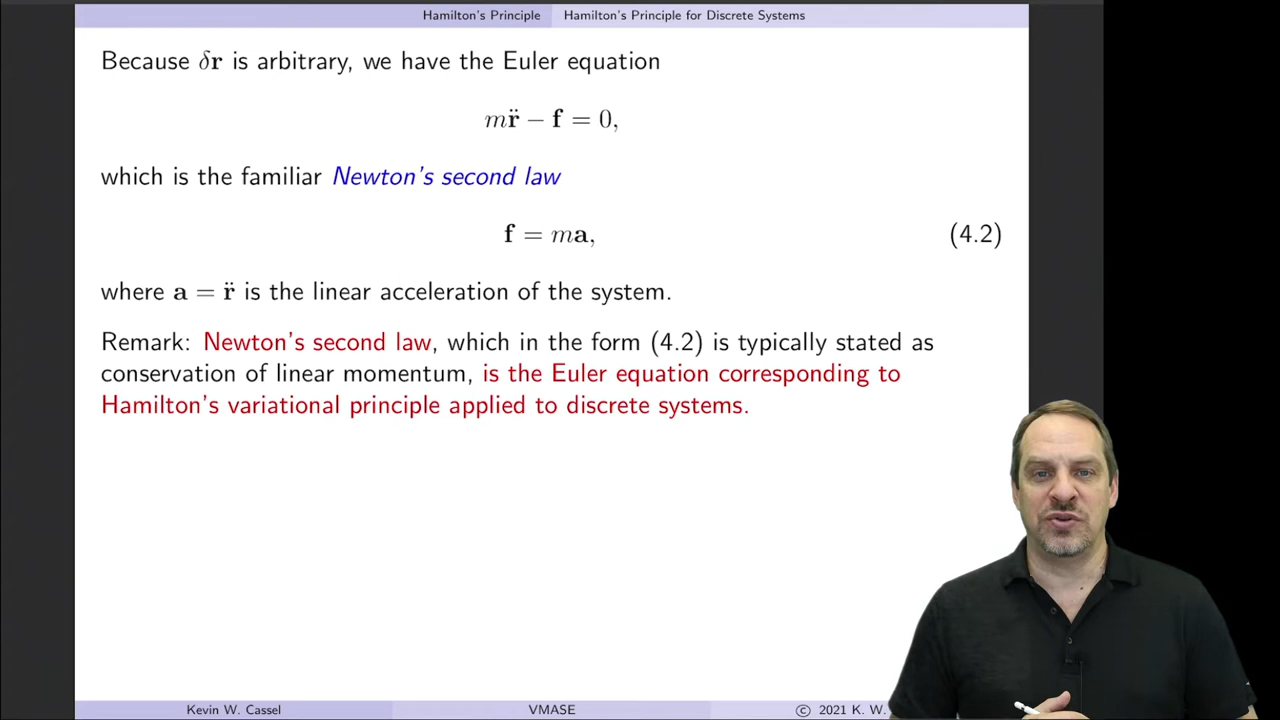 Hamilton's Principle Hamilton's Principle for Discrete Systems
Because δr is arbitrary, we have the Euler equation
mr̈ − f = 0,
which is the familiar Newton's second law
f = ma, (4.2)
where a = r̈ is the linear acceleration of the system.
Remark: Newton's second law, which in the form (4.2) is typically stated as
conservation of linear momentum, is the Euler equation corresponding to
Hamilton's variational principle applied to discrete systems.
Kevin W. Cassel VMASE © 2021 K. W.